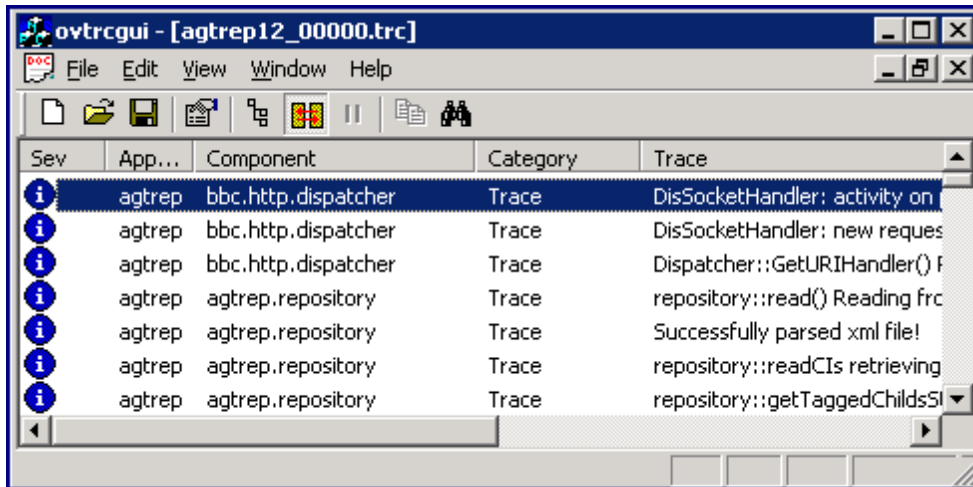 ovtrcgui - [agtrep12_00000.trc]
DOC File Edit View Window Help
Sev App... Component Category Trace
agtrep bbc.http.dispatcher Trace DisSocketHandler: activity on
agtrep bbc.http.dispatcher Trace DisSocketHandler: new reques
agtrep bbc.http.dispatcher Trace Dispatcher::GetURIHandler()
agtrep agtrep.repository Trace repository::read() Reading fro
agtrep agtrep.repository Trace Successfully parsed xml file!
agtrep agtrep.repository Trace repository::readCIs retrieving
agtrep agtrep.repository Trace repository::getTaggedChildsS